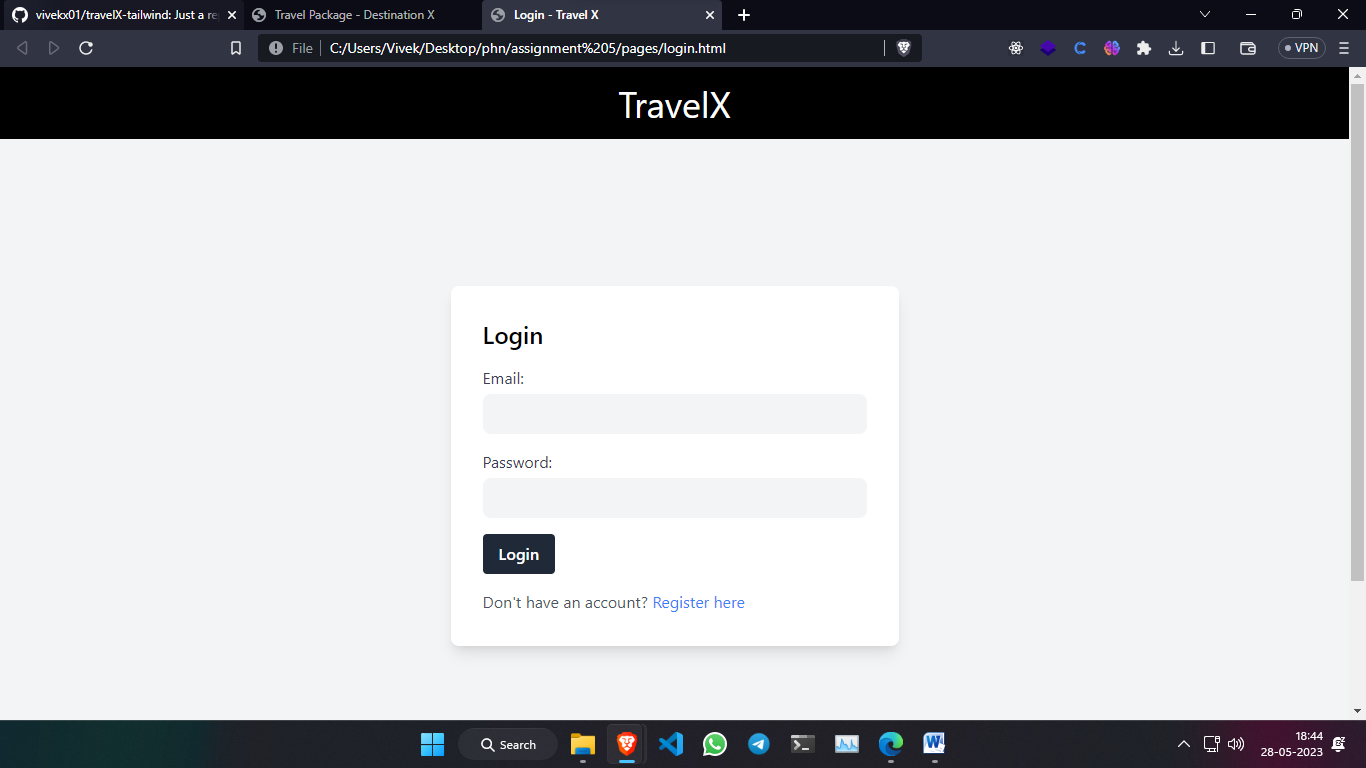 vivekx01/travelX-tailwind: Just a re
Travel Package - Destination X
Login - Travel X
File
C:/Users/Vivek/Desktop/phn/assignment%205/pages/login.html
VPN
TravelX
Login
Email:
Password:
Login
Don't have an account? Register here
Search
18:44
28-05-2023